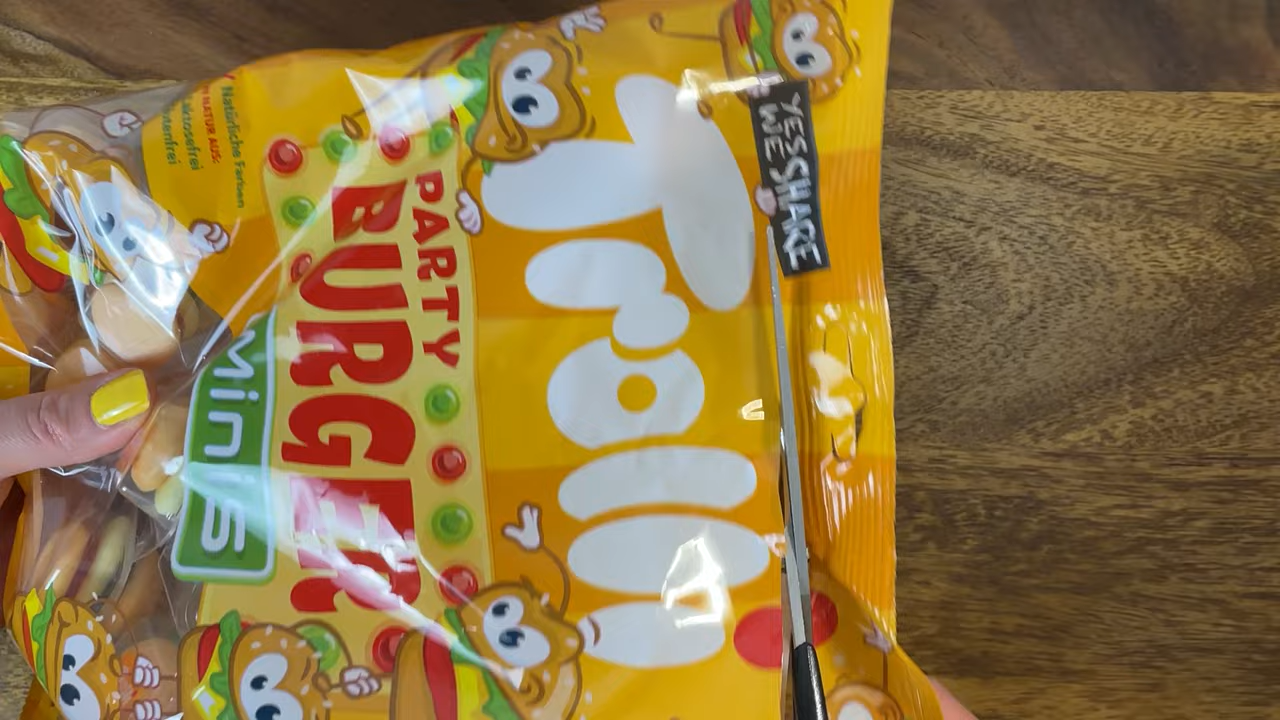 YES
WE SHARE
Trolli
PARTY
BURGER
Minis
Natürliche Farben